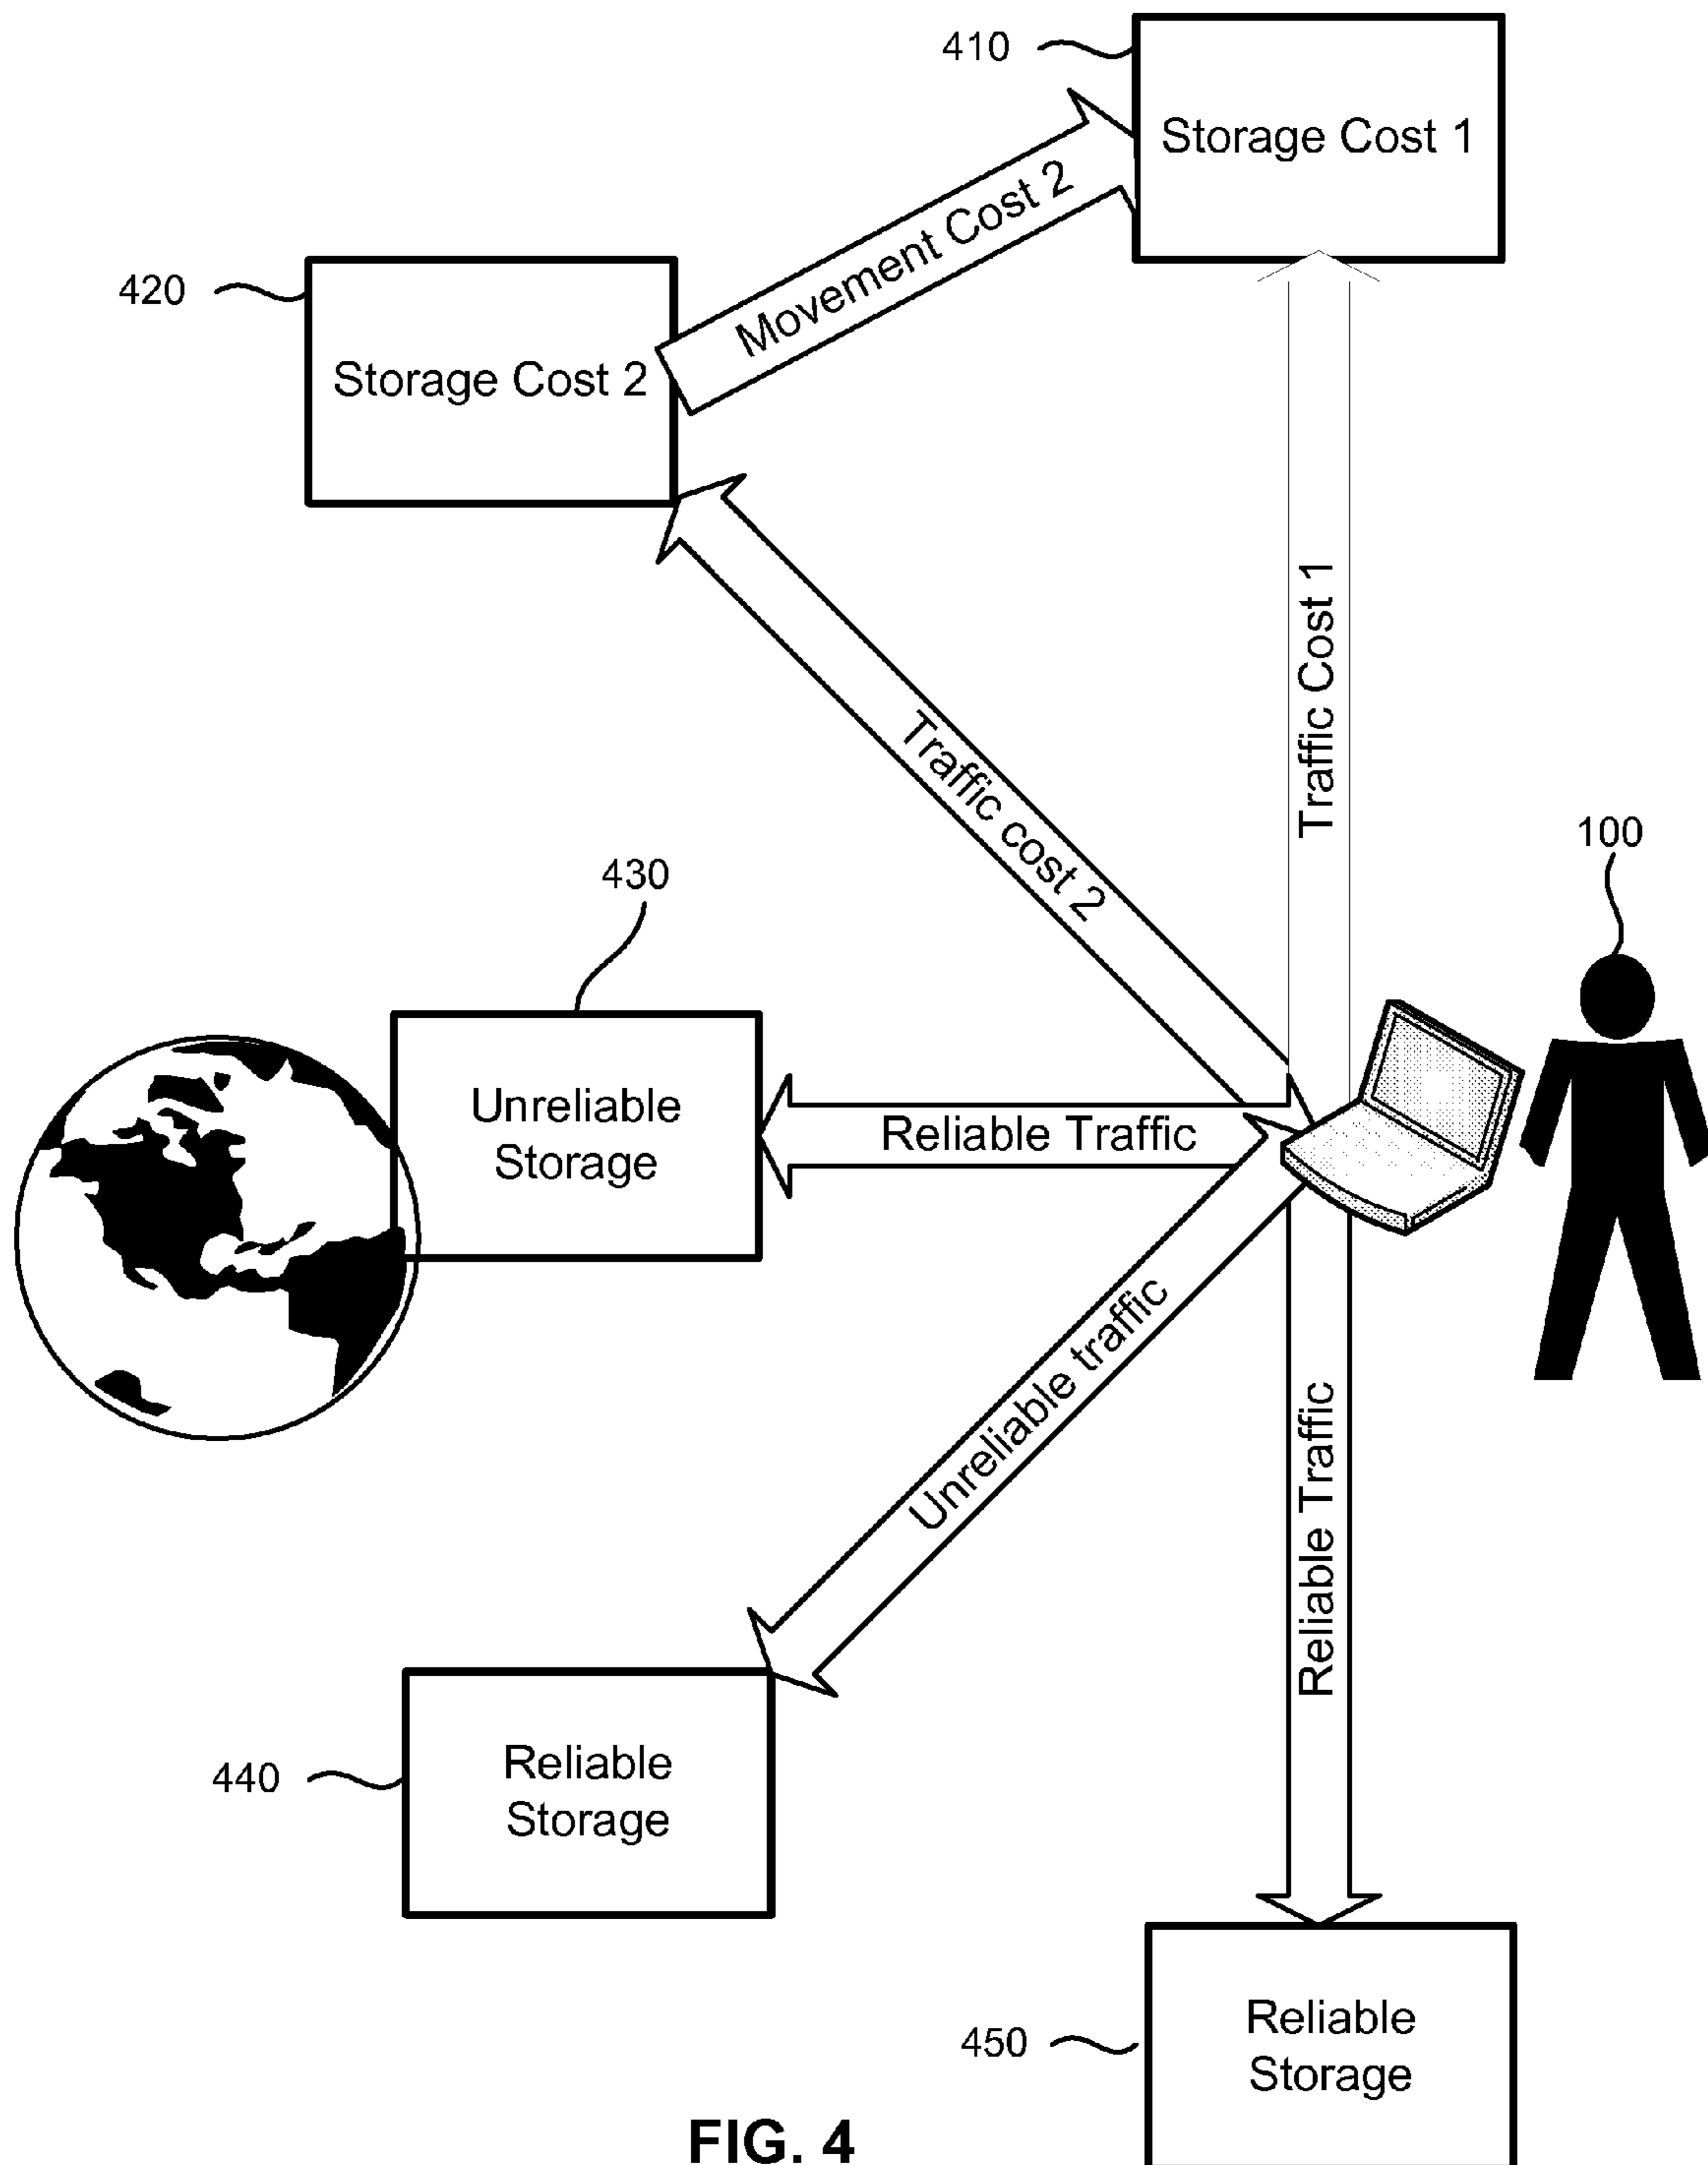 410
Storage Cost 1
Movement Cost 2
420
Storage Cost 2
Traffic Cost 1
Traffic cost 2
100
430
Unreliable
Storage
Reliable Traffic
Unreliable traffic
Reliable Traffic
440
Reliable
Storage
450
Reliable
Storage
FIG. 4